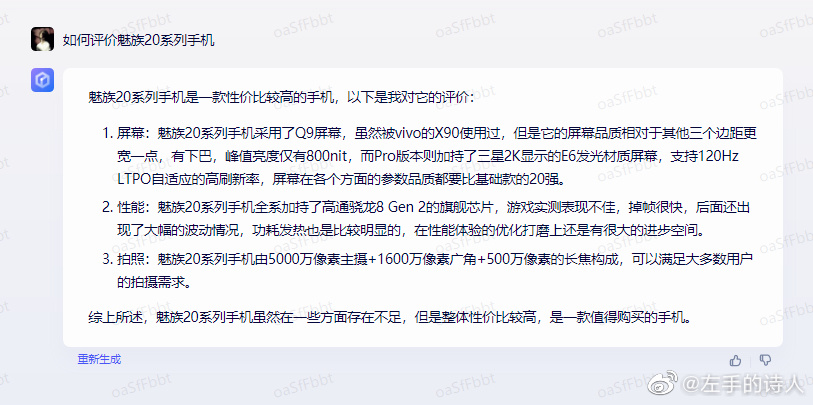 如何评价魅族20系列手机
魅族20系列手机是一款性价比较高的手机，以下是我对它的评价：
1. 屏幕：魅族20系列手机采用了Q9屏幕，虽然被vivo的X90使用过，但是它的屏幕品质相对于其他三个边距更
宽一点，有下巴，峰值亮度仅有800nit，而Pro版本则加持了三星2K显示的E6发光材质屏幕，支持120Hz
LTPO自适应的高刷新率，屏幕在各个方面的参数品质都要比基础款的20强。
2. 性能：魅族20系列手机全系加持了高通骁龙8 Gen 2的旗舰芯片，游戏实测表现不佳，掉帧很快，后面还出
现了大幅的波动情况，功耗发热也是比较明显的，在性能体验的优化打磨上还是有很大的进步空间。
3. 拍照：魅族20系列手机由5000万像素主摄+1600万像素广角+500万像素的长焦构成，可以满足大多数用户
的拍摄需求。
综上所述，魅族20系列手机虽然在一些方面存在不足，但是整体性价比较高，是一款值得购买的手机。
重新生成
@左手的诗人
oaSfFbbt